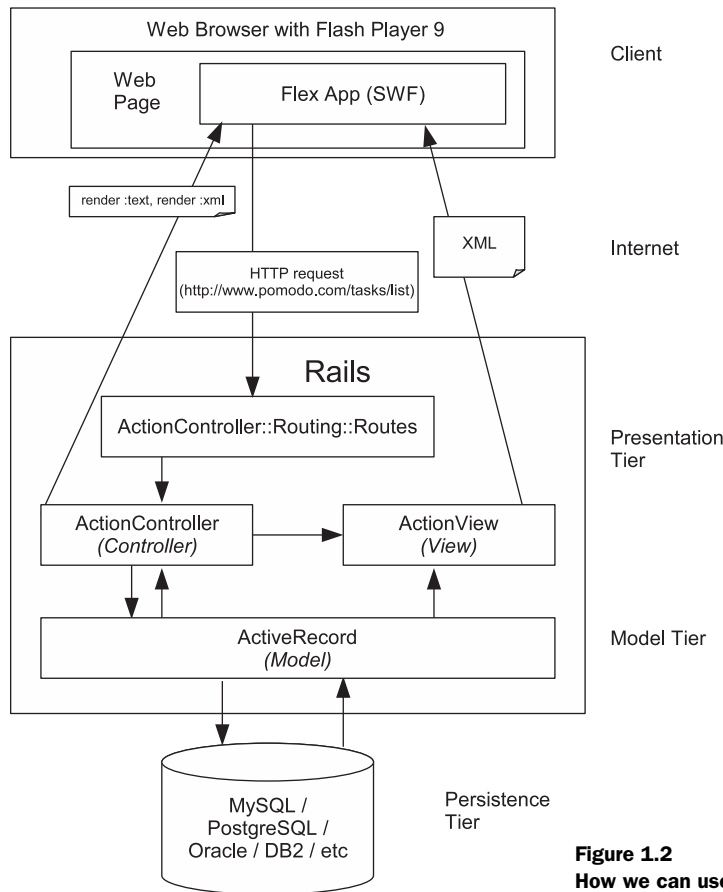 Web Browser with Flash Player 9
Client
Web
Page
Flex App (SWF)
render :text, render :xml
XML
Internet
HTTP request
(http://www.pomodo.com/tasks/list)
Rails
ActionController::Routing::Routes
Presentation
Tier
ActionController
(Controller)
ActionView
(View)
ActiveRecord
(Model)
Model Tier
MySQL /
PostgreSQL /
Oracle / DB2 / etc
Persistence
Tier
Figure 1.2
How we can use